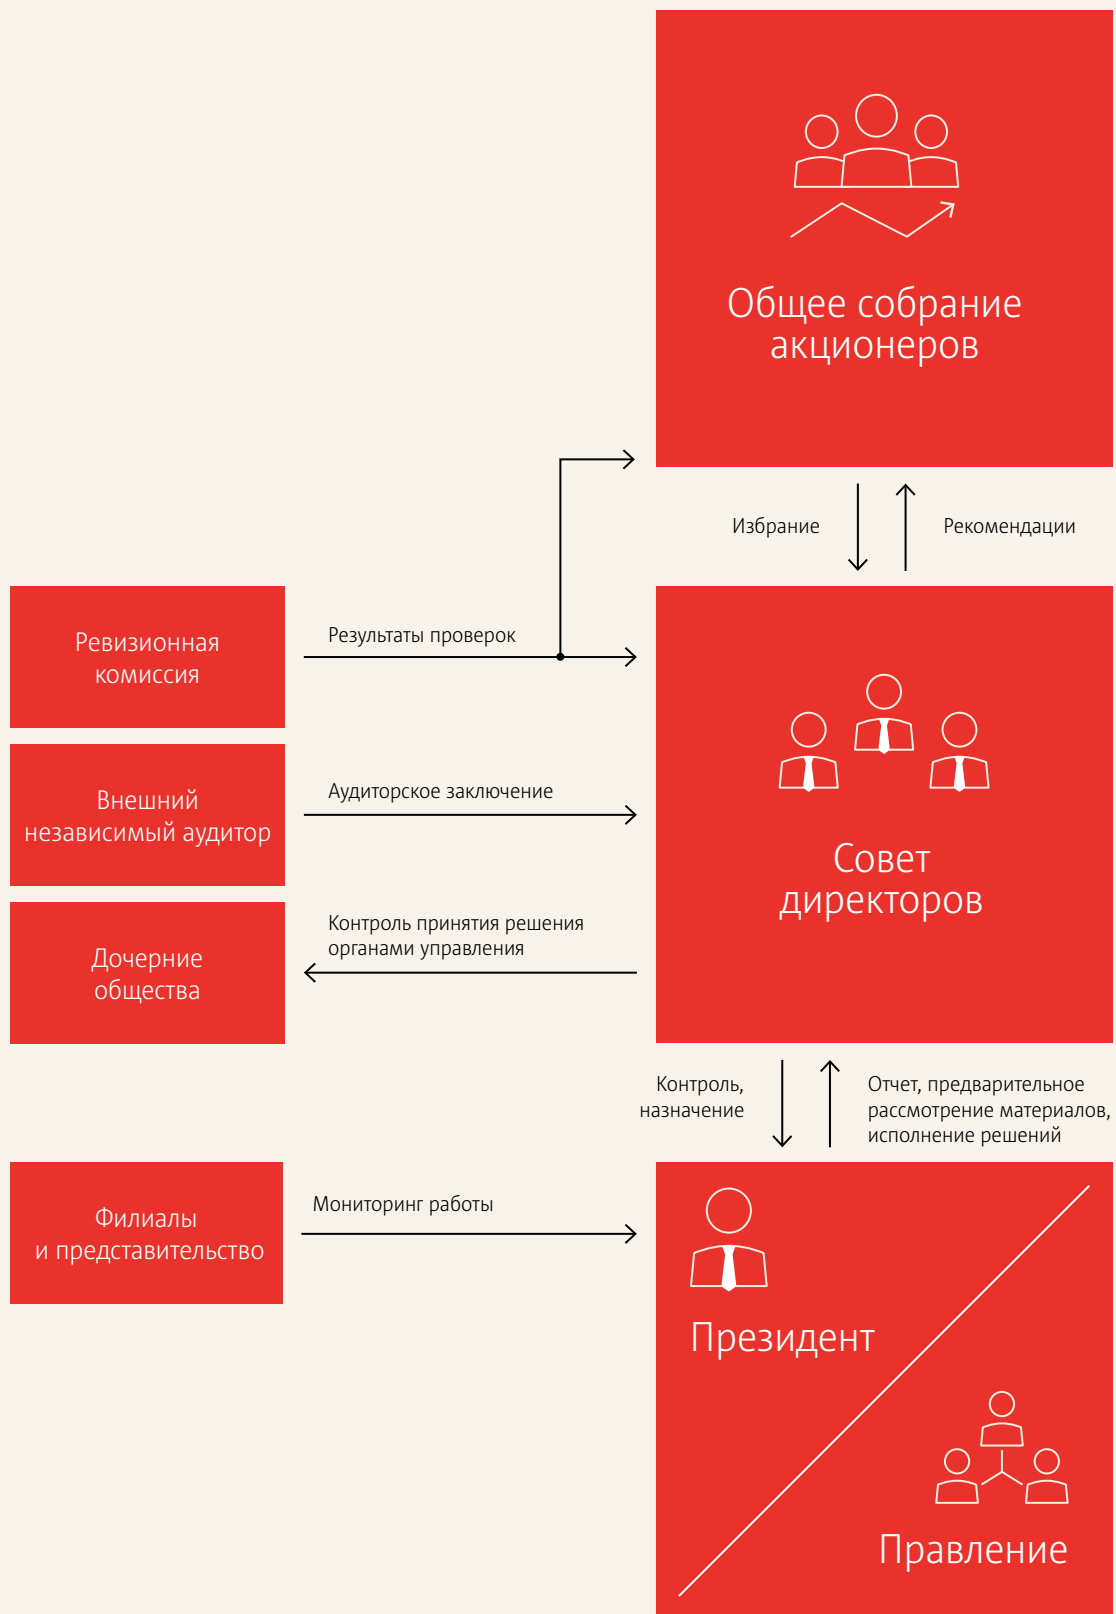 Общее собрание
акционеров
Избрание
Рекомендации
Ревизионная
комиссия
Результаты проверок
Внешний
независимый аудитор
Аудиторское заключение
Совет
директоров
Дочерние
общества
Контроль принятия решения
органами управления
Контроль,
назначение
Отчет, предварительное
рассмотрение материалов,
исполнение решений
Филиалы
и представительство
Мониторинг работы
Президент
Правление